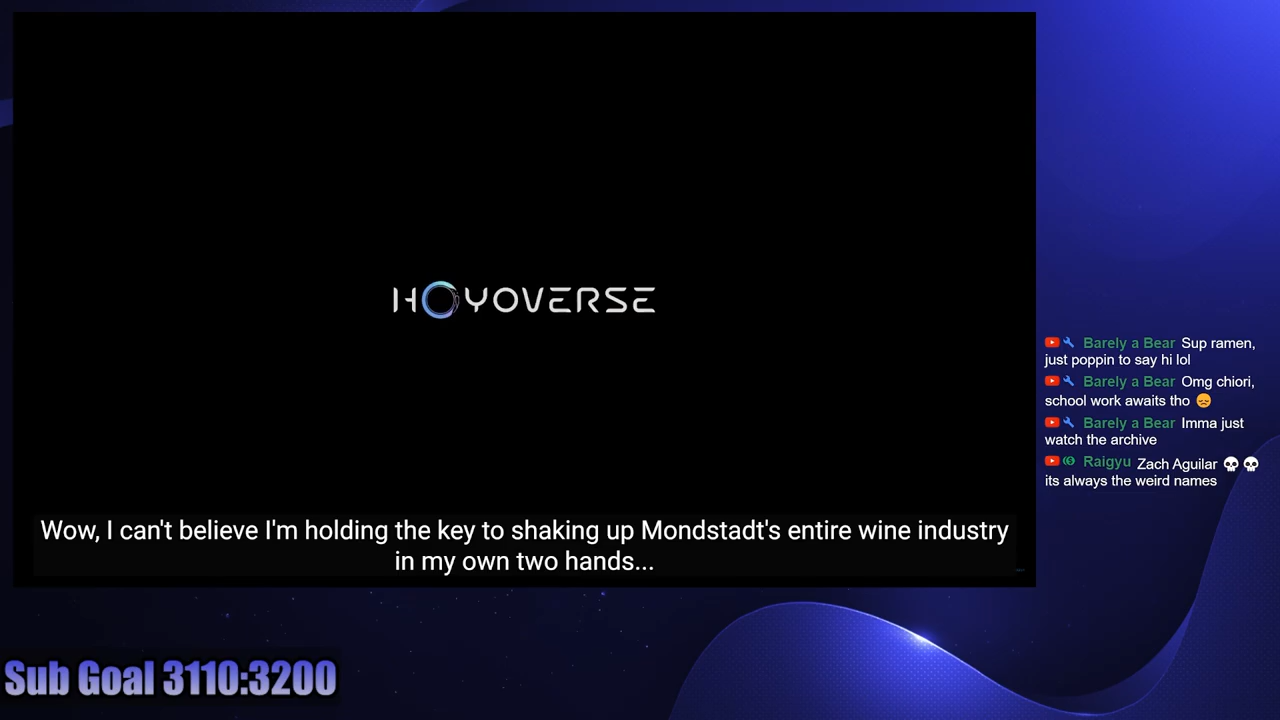 HOYOVERSE
Wow, I can't believe I'm holding the key to shaking up Mondstadt's entire wine industry
in my own two hands...
Barely a Bear Sup ramen,
just poppin to say hi lol
Barely a Bear Omg chiori,
school work awaits tho 😞
Barely a Bear Imma just
watch the archive
Raigyu Zach Aguilar 💀💀
its always the weird names
Sub Goal 3110:3200